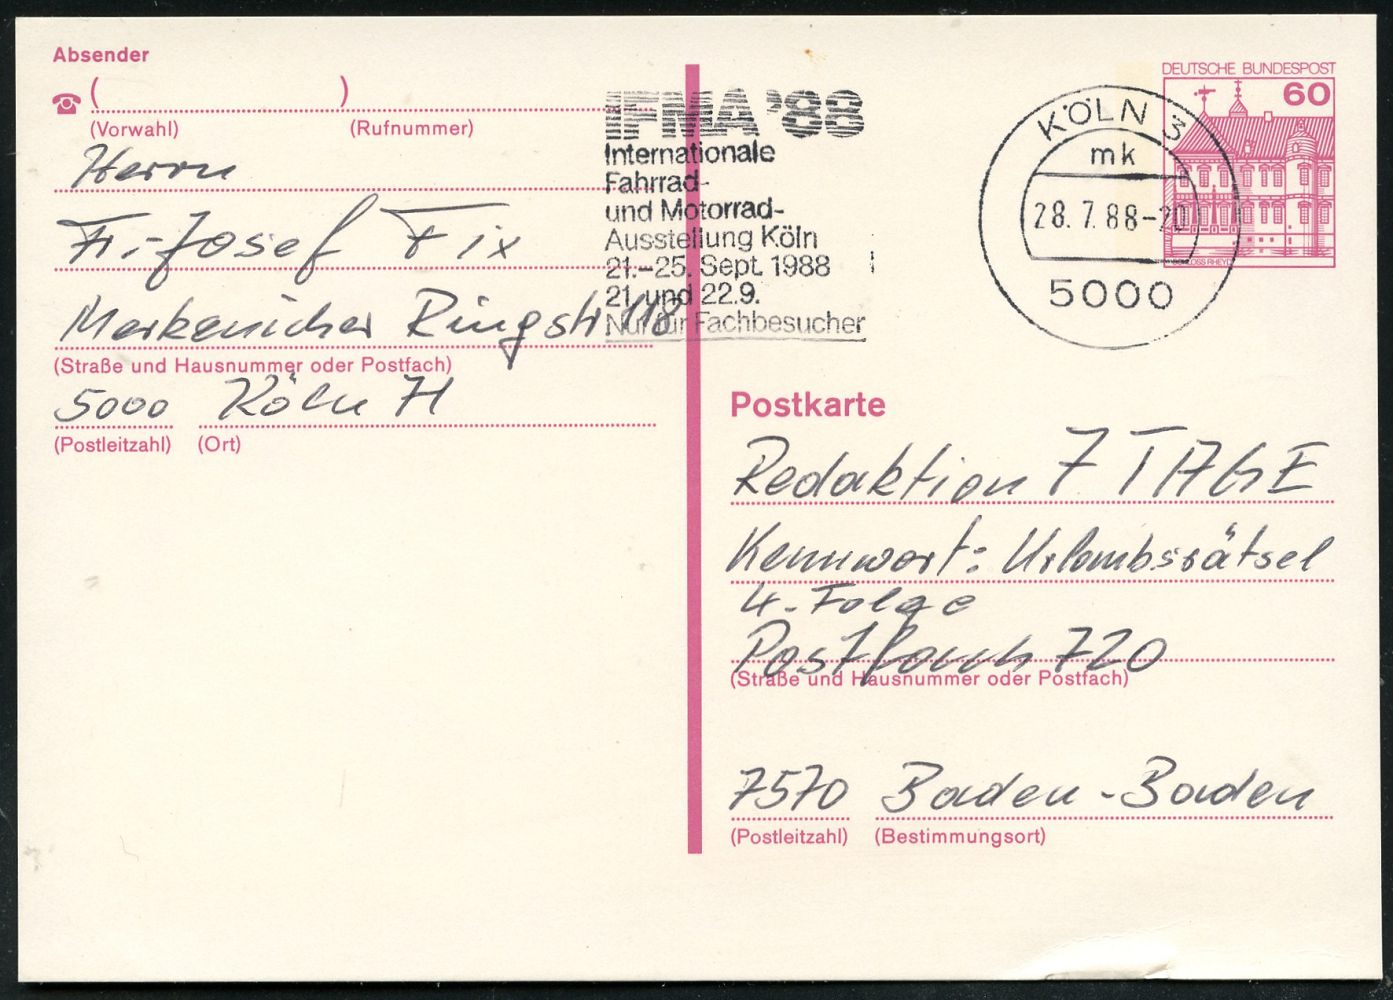 Absender
☎ ( )
(Vorwahl) (Rufnummer)
Herrn
Fr.-Josef Fix
Merkenicher Ringstr 118
(Straße und Hausnummer oder Postfach)
5000 Köln 71
(Postleitzahl) (Ort)
IFMA '88
Internationale
Fahrrad-
und Motorrad-
Ausstellung Köln
21.-25. Sept. 1988
21. und 22.9.
Nur für Fachbesucher
KÖLN 3
mk
28.7.88-20
5000
DEUTSCHE BUNDESPOST
60
SCHLOSS RHEYDT
Postkarte
Redaktion 7 TAGE
Kennwort: Urlaubsrätsel
4. Folge
Postfach 720
(Straße und Hausnummer oder Postfach)
7570 Baden-Baden
(Postleitzahl) (Bestimmungsort)